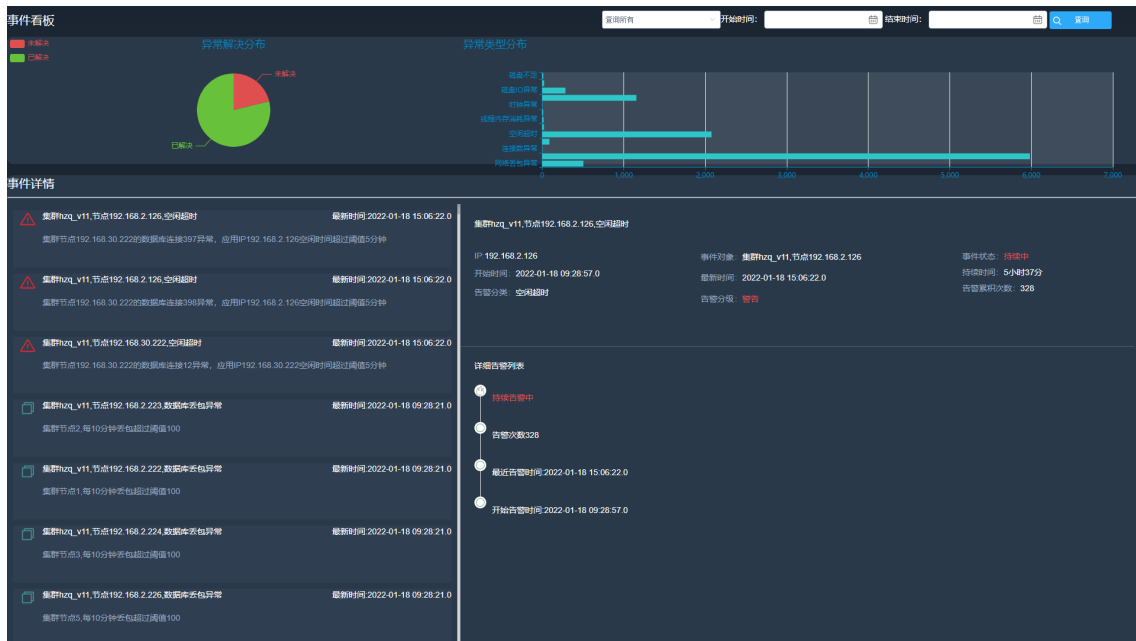 事件看板
查询所有
开始时间：
结束时间：
查询
未解决
已解决
异常解决分布
未解决
已解决
异常类型分布
磁盘不足
磁盘IO异常
时钟异常
线程内存消耗异常
空闲超时
连接数异常
网络丢包异常
0 1,000 2,000 3,000 4,000 5,000 6,000 7,000
事件详情
集群hzq_v11,节点192.168.2.126,空闲超时 最新时间:2022-01-18 15:06:22.0
集群节点192.168.30.222的数据库连接397异常，应用IP192.168.2.126空闲时间超过阈值5分钟
集群hzq_v11,节点192.168.2.126,空闲超时 最新时间:2022-01-18 15:06:22.0
集群节点192.168.30.222的数据库连接398异常，应用IP192.168.2.126空闲时间超过阈值5分钟
集群hzq_v11,节点192.168.30.222,空闲超时 最新时间:2022-01-18 15:06:22.0
集群节点192.168.30.222的数据库连接12异常，应用IP192.168.30.222空闲时间超过阈值5分钟
集群hzq_v11,节点192.168.2.223,数据库丢包异常 最新时间:2022-01-18 09:28:21.0
集群节点2,每10分钟丢包超过阈值100
集群hzq_v11,节点192.168.2.222,数据库丢包异常 最新时间:2022-01-18 09:28:21.0
集群节点1,每10分钟丢包超过阈值100
集群hzq_v11,节点192.168.2.224,数据库丢包异常 最新时间:2022-01-18 09:28:21.0
集群节点3,每10分钟丢包超过阈值100
集群hzq_v11,节点192.168.2.226,数据库丢包异常 最新时间:2022-01-18 09:28:21.0
集群节点5,每10分钟丢包超过阈值100
集群hzq_v11,节点192.168.2.126,空闲超时
IP 192.168.2.126 事件对象: 集群hzq_v11,节点192.168.2.126 事件状态: 持续中
开始时间: 2022-01-18 09:28:57.0 最新时间: 2022-01-18 15:06:22.0 持续时间: 5小时37分
告警分类: 空闲超时 告警分级: 警告 告警累积次数: 328
详细告警列表
持续告警中
告警次数328
最近告警时间:2022-01-18 15:06:22.0
开始告警时间:2022-01-18 09:28:57.0